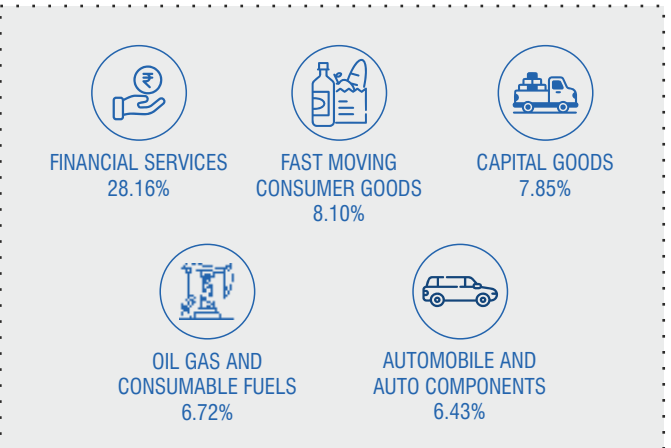 ₹
FINANCIAL SERVICES
28.16%
FAST MOVING
CONSUMER GOODS
8.10%
CAPITAL GOODS
7.85%
OIL GAS AND
CONSUMABLE FUELS
6.72%
AUTOMOBILE AND
AUTO COMPONENTS
6.43%